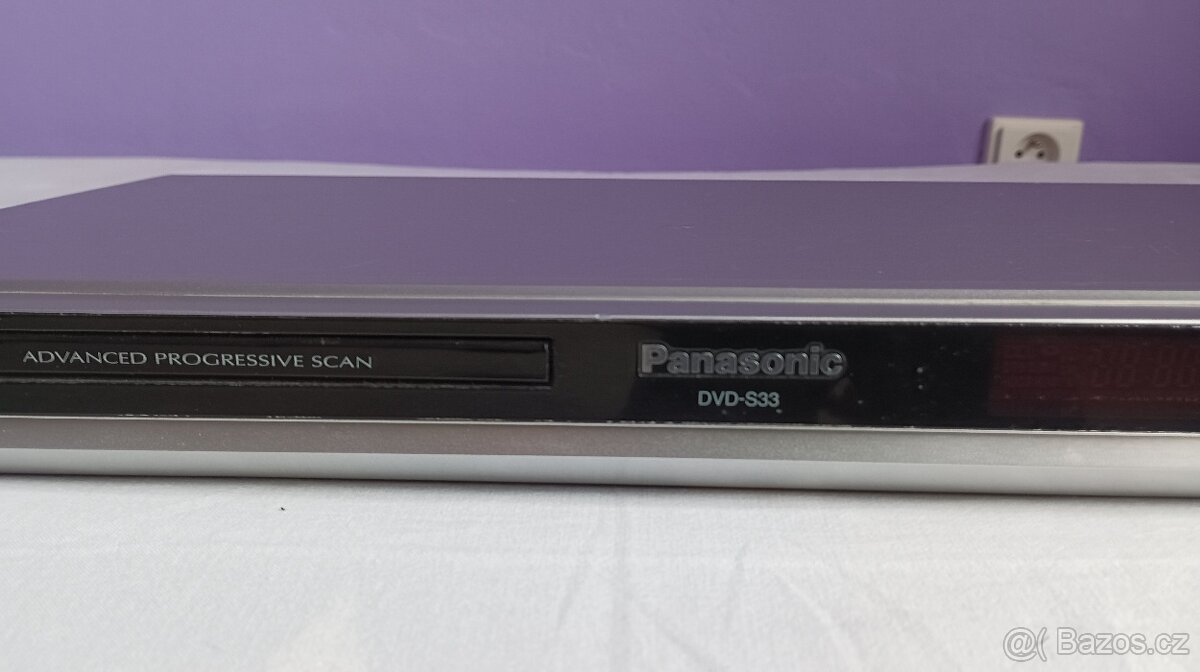 ADVANCED PROGRESSIVE SCAN
Panasonic
DVD-S33
@( Bazos.cz